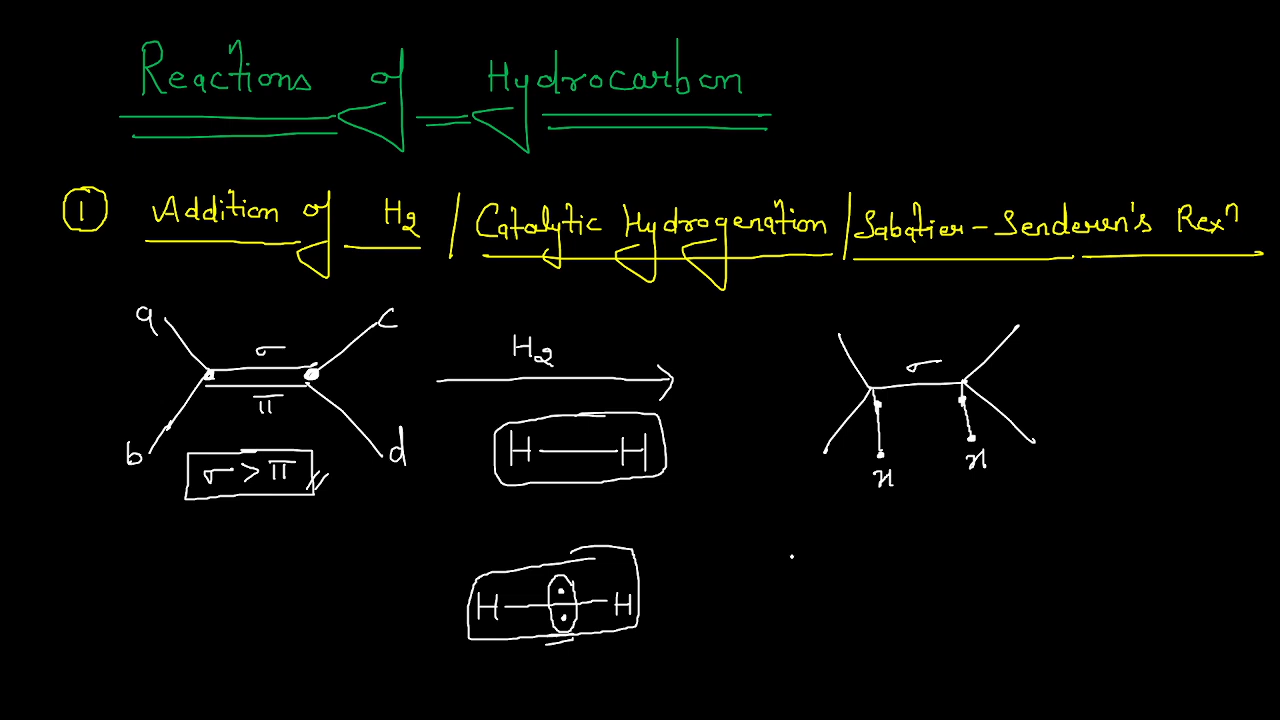 Reactions of Hydrocarbon
① Addition of H₂ / Catalytic Hydrogenation / Sabatier - Senderen's Rexⁿ
a c
σ
π
b d
σ > π
H₂
H — H
σ
x x
H — H